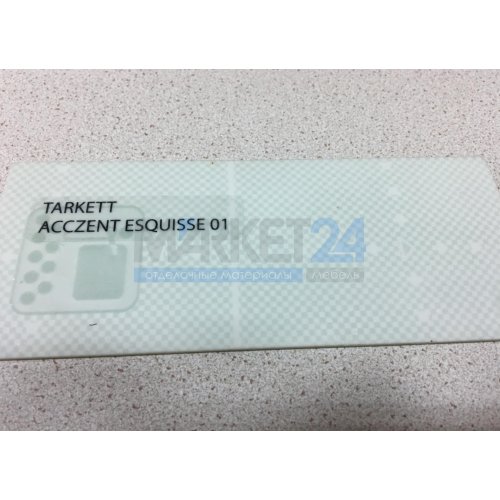 TARKETT
ACCZENT ESQUISSE 01
MARKET24
отделочные материалы мебель